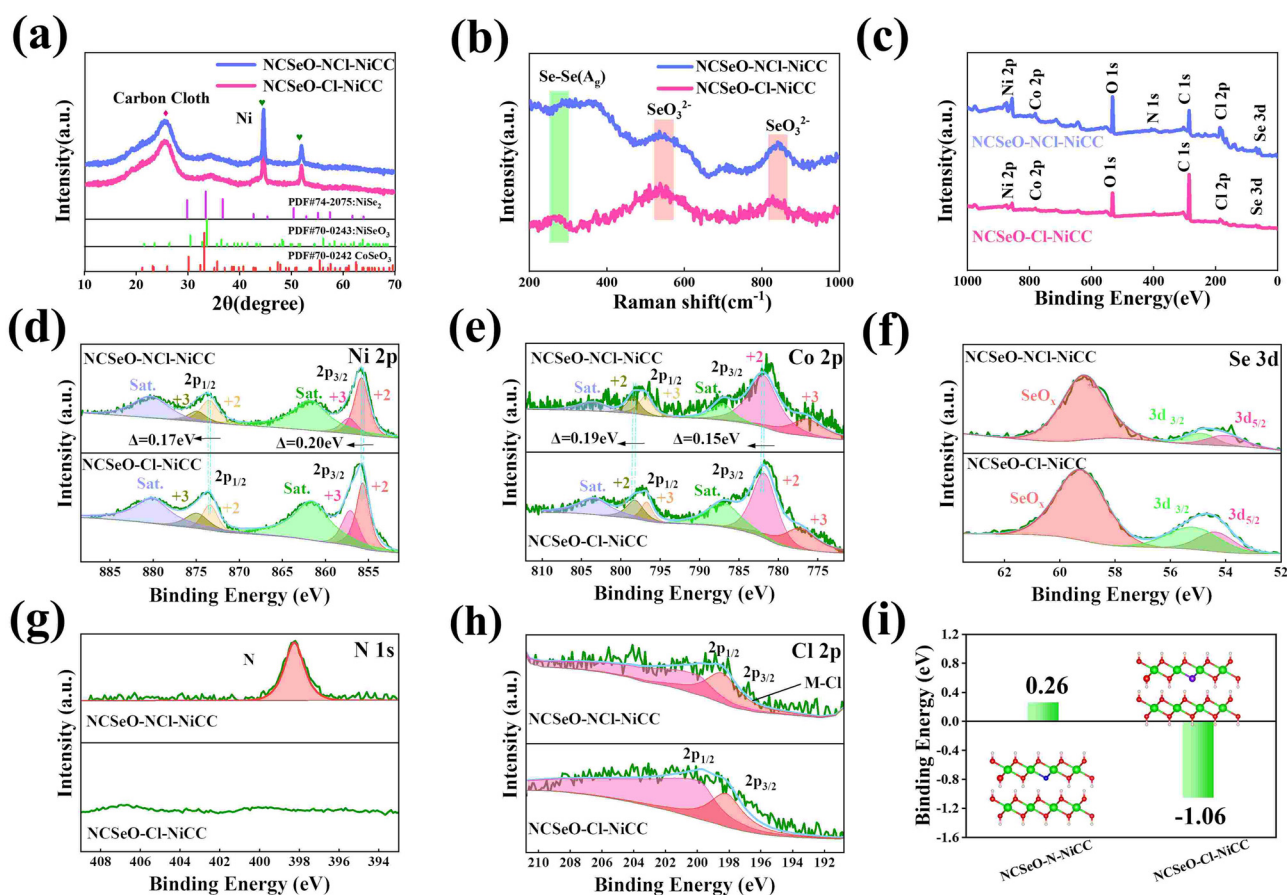 (a)
NCSeO-NCl-NiCC
NCSeO-Cl-NiCC
Carbon Cloth
Ni
♥
♥
♦
PDF#74-2075:NiSe₂
PDF#70-0243:NiSeO₃
PDF#70-0242 CoSeO₃
Intensity(a.u.)
10 20 30 40 50 60 70
2θ(degree)
(b)
NCSeO-NCl-NiCC
NCSeO-Cl-NiCC
Se-Se(A_g)
SeO₃²⁻
SeO₃²⁻
Intensity(a.u.)
200 400 600 800 1000
Raman shift(cm⁻¹)
(c)
Ni 2p
Co 2p
O 1s
N 1s
C 1s
Cl 2p
Se 3d
NCSeO-NCl-NiCC
Ni 2p
Co 2p
O 1s
C 1s
Cl 2p
Se 3d
NCSeO-Cl-NiCC
Intensity(a.u.)
1000 800 600 400 200 0
Binding Energy(eV)
(d)
NCSeO-NCl-NiCC
Ni 2p
Sat. +3 2p₁/₂ +2 Sat. 2p₃/₂ +3 +2
Δ=0.17eV Δ=0.20eV
NCSeO-Cl-NiCC
Sat. +3 2p₁/₂ +2 Sat. 2p₃/₂ +3 +2
Intensity (a.u.)
885 880 875 870 865 860 855
Binding Energy (eV)
(e)
NCSeO-NCl-NiCC
Co 2p
Sat. +2 2p₁/₂ +3 Sat. 2p₃/₂ +2 +3
Δ=0.19eV Δ=0.15eV
Sat. +2 2p₁/₂ +3 Sat. 2p₃/₂ +2 +3
NCSeO-Cl-NiCC
Intensity (a.u.)
810 805 800 795 790 785 780 775
Binding Energy (eV)
(f)
NCSeO-NCl-NiCC
Se 3d
SeOₓ
3d ₃/₂
3d₅/₂
NCSeO-Cl-NiCC
SeOₓ
3d ₃/₂
3d₅/₂
Intensity (a.u.)
62 60 58 56 54 52
Binding Energy (eV)
(g)
N 1s
N
NCSeO-NCl-NiCC
NCSeO-Cl-NiCC
Intensity (a.u.)
408 406 404 402 400 398 396 394
Binding Energy (eV)
(h)
Cl 2p
2p₁/₂
2p₃/₂
M-Cl
NCSeO-NCl-NiCC
2p₁/₂
2p₃/₂
NCSeO-Cl-NiCC
Intensity (a.u.)
210 208 206 204 202 200 198 196 194 192
Binding Energy (eV)
(i)
Binding Energy (eV)
1.2
0.8
0.4
0.0
-0.4
-0.8
-1.2
-1.6
0.26
-1.06
NCSeO-N-NiCC
NCSeO-Cl-NiCC